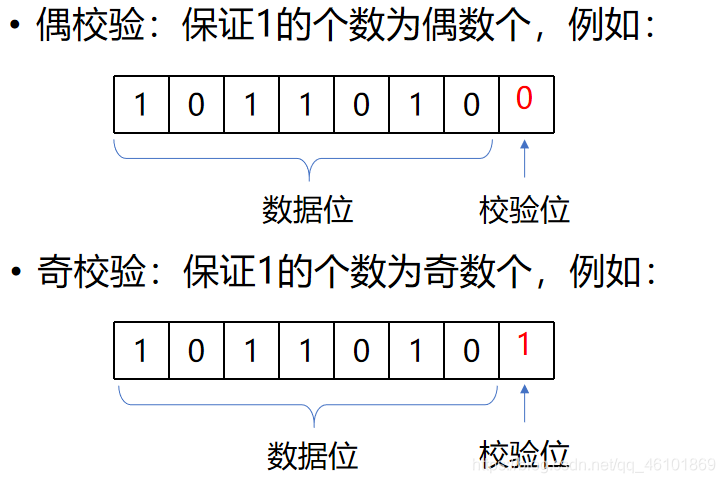 • 偶校验：保证1的个数为偶数个，例如：
1 0 1 1 0 1 0 0
数据位 校验位
• 奇校验：保证1的个数为奇数个，例如：
1 0 1 1 0 1 0 1
数据位 校验位
https://blog.csdn.net/qq_46101869